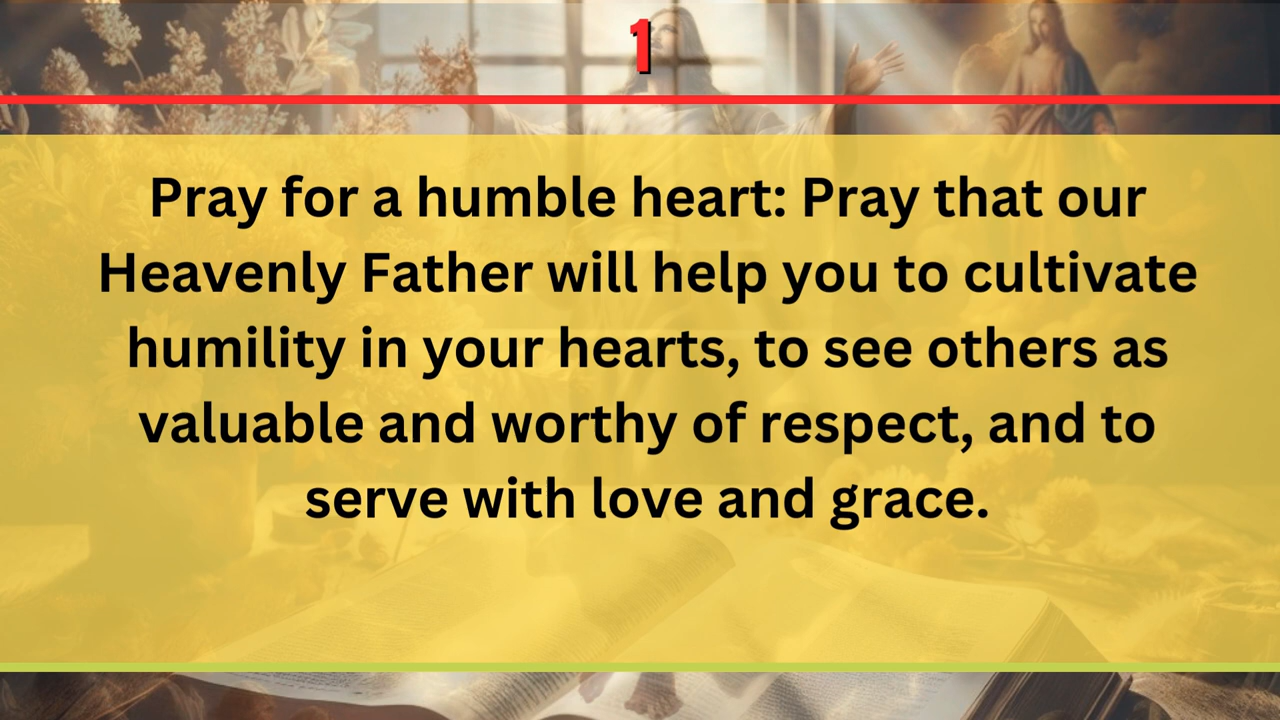 1
Pray for a humble heart: Pray that our
Heavenly Father will help you to cultivate
humility in your hearts, to see others as
valuable and worthy of respect, and to
serve with love and grace.